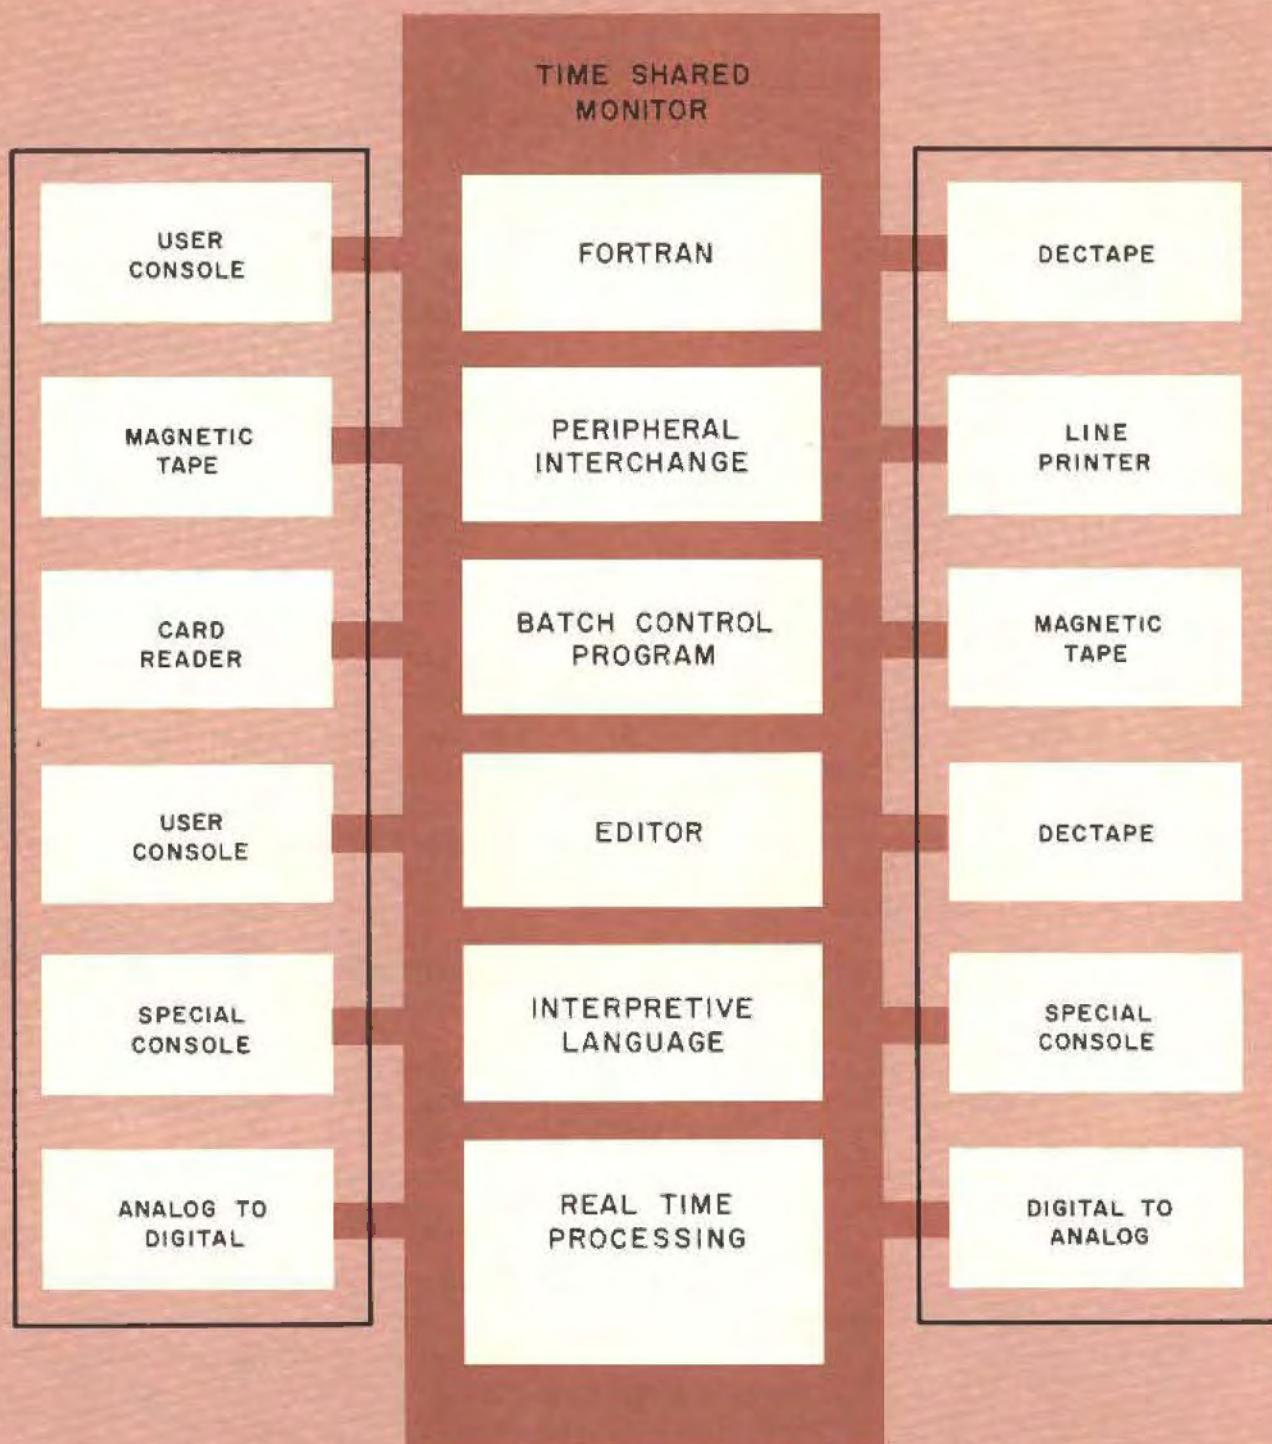 TIME SHARED
MONITOR
USER
CONSOLE
FORTRAN
DECTAPE
MAGNETIC
TAPE
PERIPHERAL
INTERCHANGE
LINE
PRINTER
CARD
READER
BATCH CONTROL
PROGRAM
MAGNETIC
TAPE
USER
CONSOLE
EDITOR
DECTAPE
SPECIAL
CONSOLE
INTERPRETIVE
LANGUAGE
SPECIAL
CONSOLE
ANALOG TO
DIGITAL
REAL TIME
PROCESSING
DIGITAL TO
ANALOG